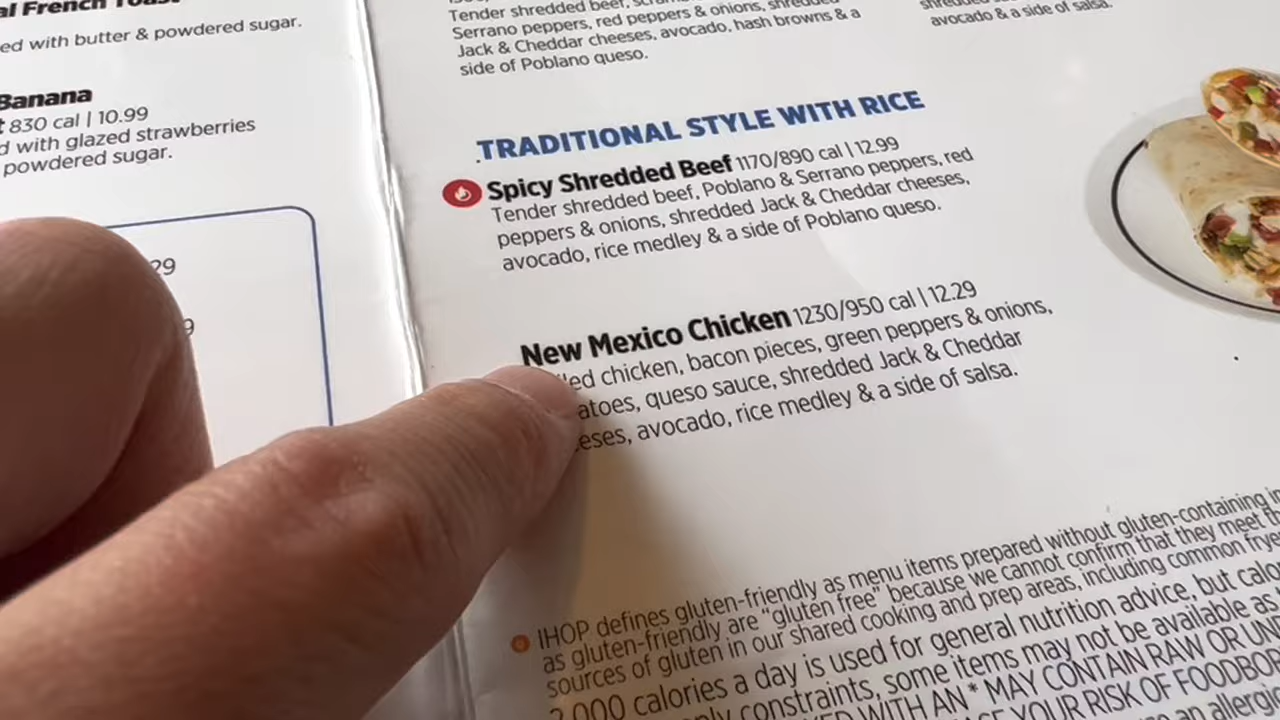 ed with butter & powdered sugar.
Banana
830 cal | 10.99
with glazed strawberries
powdered sugar.
29
9
Tender shredded beef,
Serrano peppers, red peppers & onions, shredded
Jack & Cheddar cheeses, avocado, hash browns & a
side of Poblano queso.
avocado & a side of salsa.
TRADITIONAL STYLE WITH RICE
Spicy Shredded Beef 1170/890 cal | 12.99
Tender shredded beef, Poblano & Serrano peppers, red
peppers & onions, shredded Jack & Cheddar cheeses,
avocado, rice medley & a side of Poblano queso.
New Mexico Chicken 1230/950 cal | 12.29
led chicken, bacon pieces, green peppers & onions,
atoes, queso sauce, shredded Jack & Cheddar
eses, avocado, rice medley & a side of salsa.
IHOP defines gluten-friendly as menu items prepared without gluten-containing
as gluten-friendly are "gluten free" because we cannot confirm that they meet
sources of gluten in our shared cooking and prep areas, including common
2,000 calories a day is used for general nutrition advice, but
constraints, some items may not be available as
WITH AN * MAY CONTAIN RAW OR
YOUR RISK OF
an